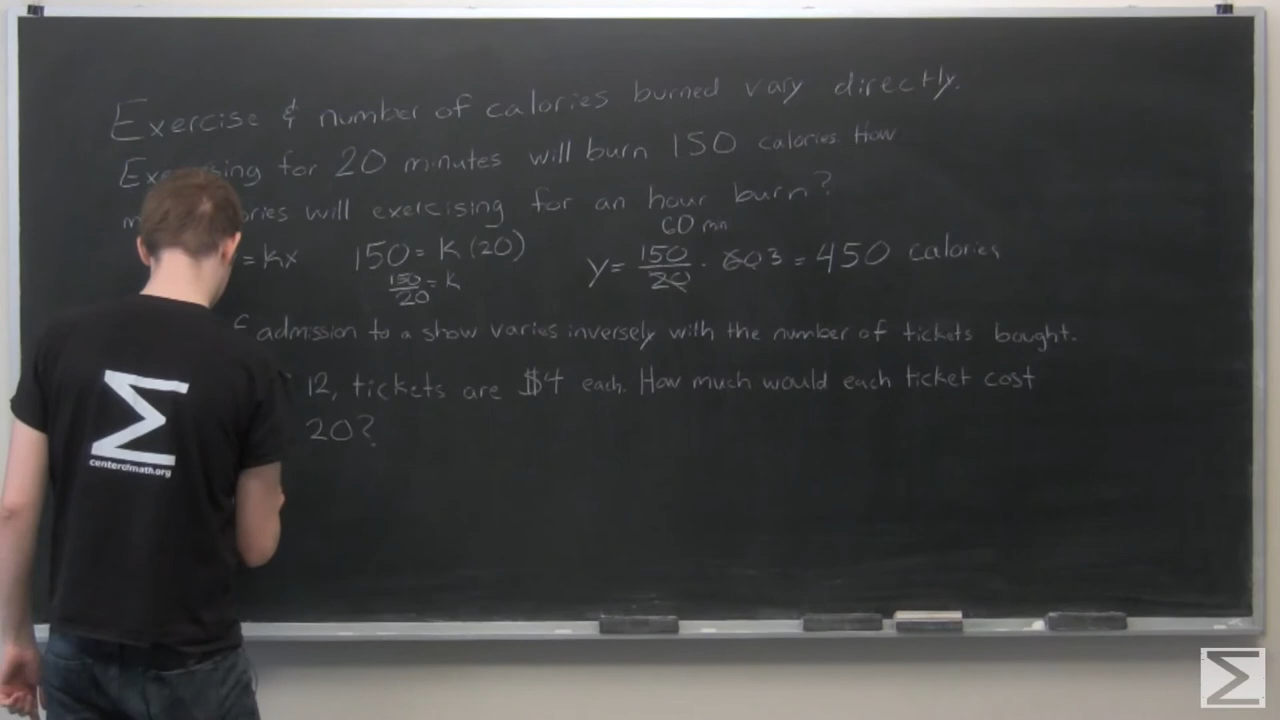 Exercise & number of calories burned vary directly.
for 20 minutes will burn 150 calories. How
will exercising for an hour burn?
60 min
= kx 150 = k (20) y = 150/20 · 60 3 = 450 calories
150/20 = k
admission to a show varies inversely with the number of tickets bought.
12, tickets are $4 each. How much would each ticket cost
20?
centerofmath.org